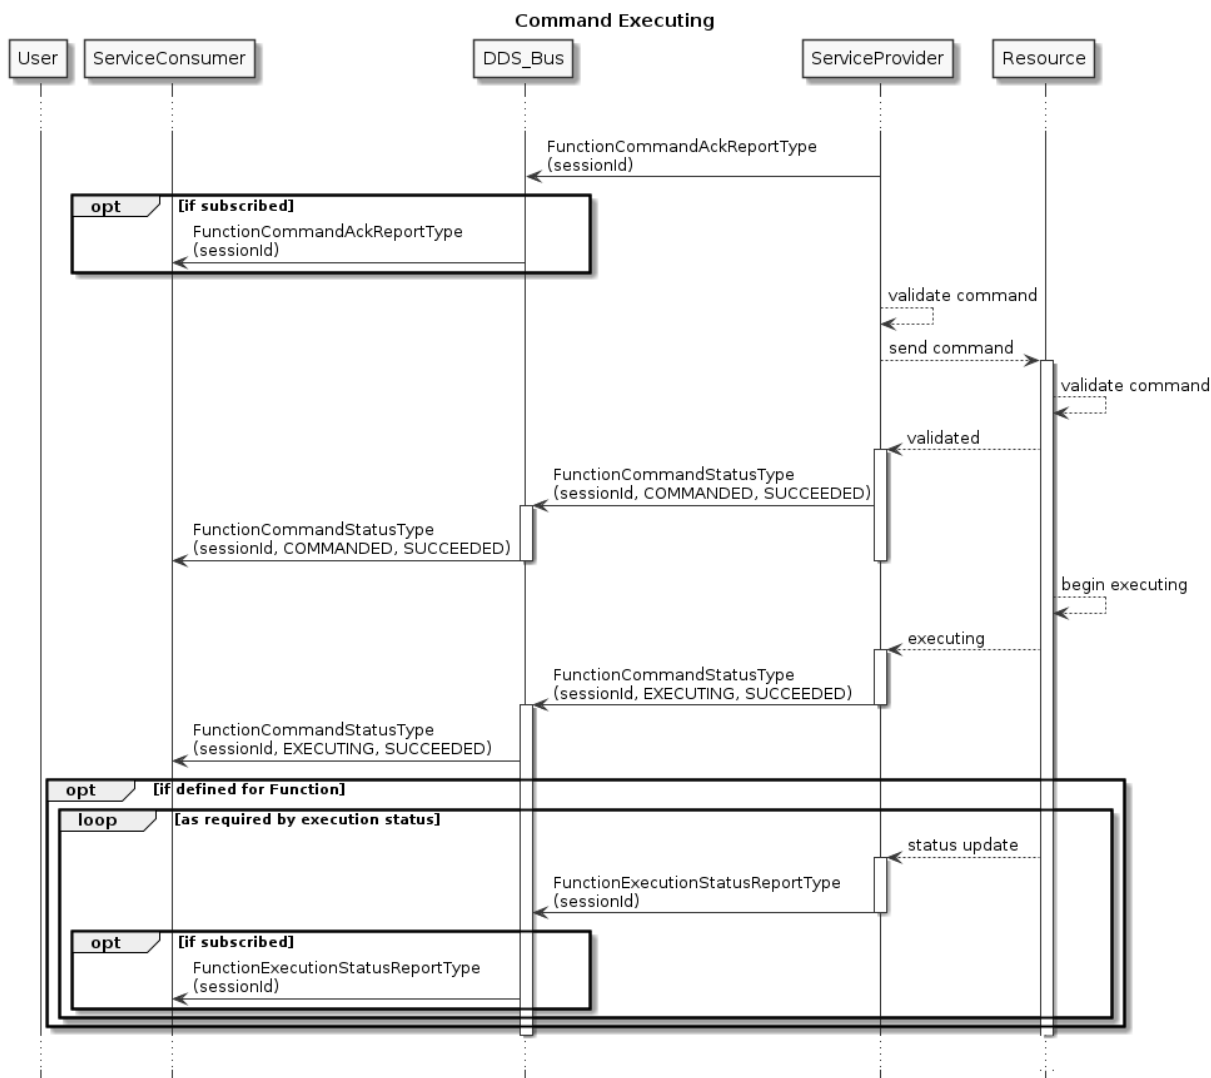 Command Executing
User
ServiceConsumer
DDS_Bus
ServiceProvider
Resource
FunctionCommandAckReportType
(sessionId)
opt
[if subscribed]
FunctionCommandAckReportType
(sessionId)
validate command
send command
validate command
validated
FunctionCommandStatusType
(sessionId, COMMANDED, SUCCEEDED)
FunctionCommandStatusType
(sessionId, COMMANDED, SUCCEEDED)
begin executing
executing
FunctionCommandStatusType
(sessionId, EXECUTING, SUCCEEDED)
FunctionCommandStatusType
(sessionId, EXECUTING, SUCCEEDED)
opt
[if defined for Function]
loop
[as required by execution status]
status update
FunctionExecutionStatusReportType
(sessionId)
opt
[if subscribed]
FunctionExecutionStatusReportType
(sessionId)